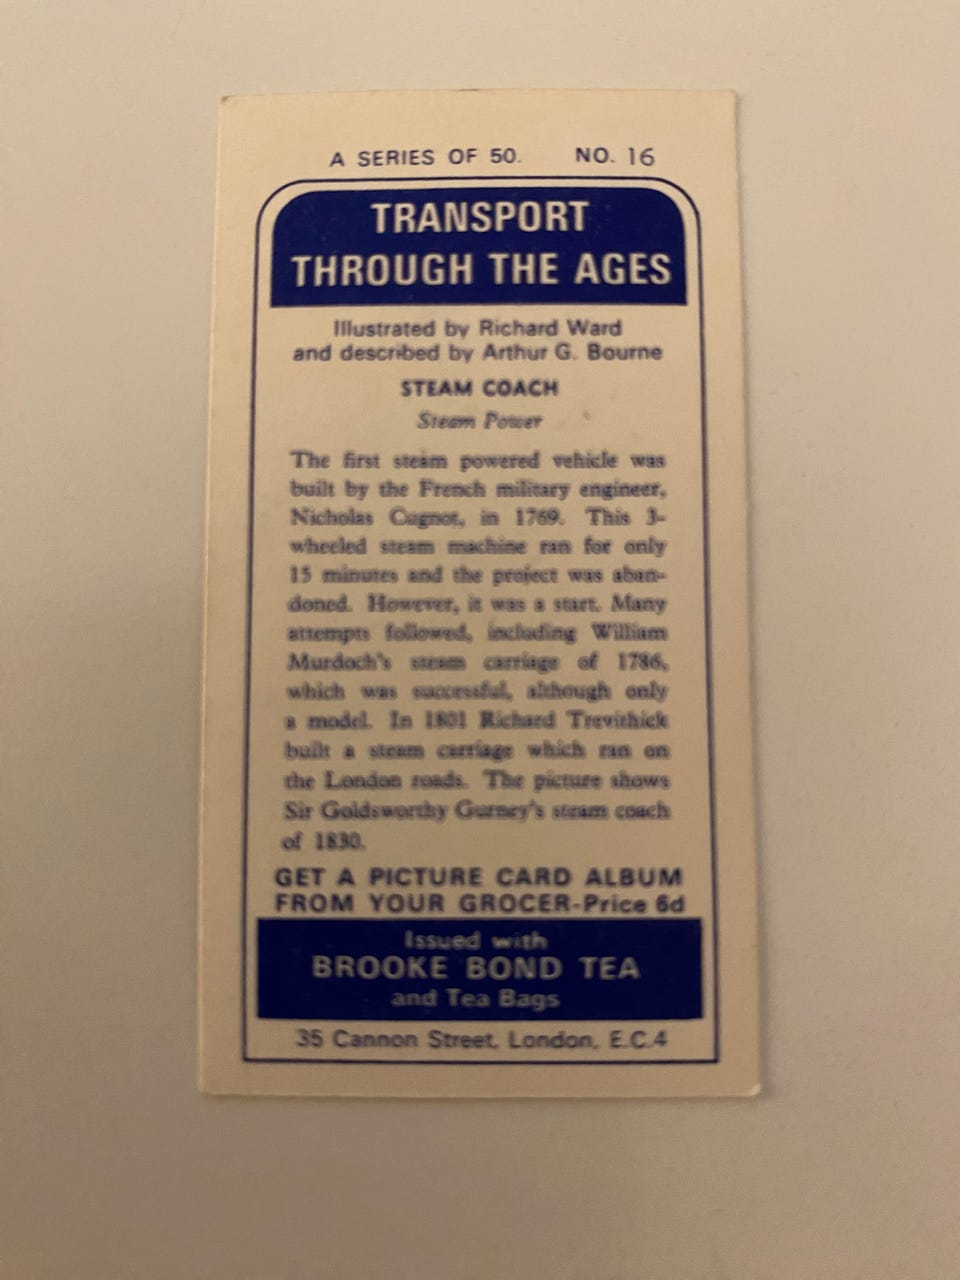 A SERIES OF 50. NO. 16
TRANSPORT
THROUGH THE AGES
Illustrated by Richard Ward
and described by Arthur G. Bourne
STEAM COACH
Steam Power
The first steam powered vehicle was
built by the French military engineer,
Nicholas Cugnot, in 1769. This 3-
wheeled steam machine ran for only
15 minutes and the project was aban-
doned. However, it was a start. Many
attempts followed, including William
Murdoch's steam carriage of 1786,
which was successful, although only
a model. In 1801 Richard Trevithick
built a steam carriage which ran on
the London roads. The picture shows
Sir Goldsworthy Gurney's steam coach
of 1830.
GET A PICTURE CARD ALBUM
FROM YOUR GROCER-Price 6d
Issued with
BROOKE BOND TEA
and Tea Bags
35 Cannon Street, London, E.C.4